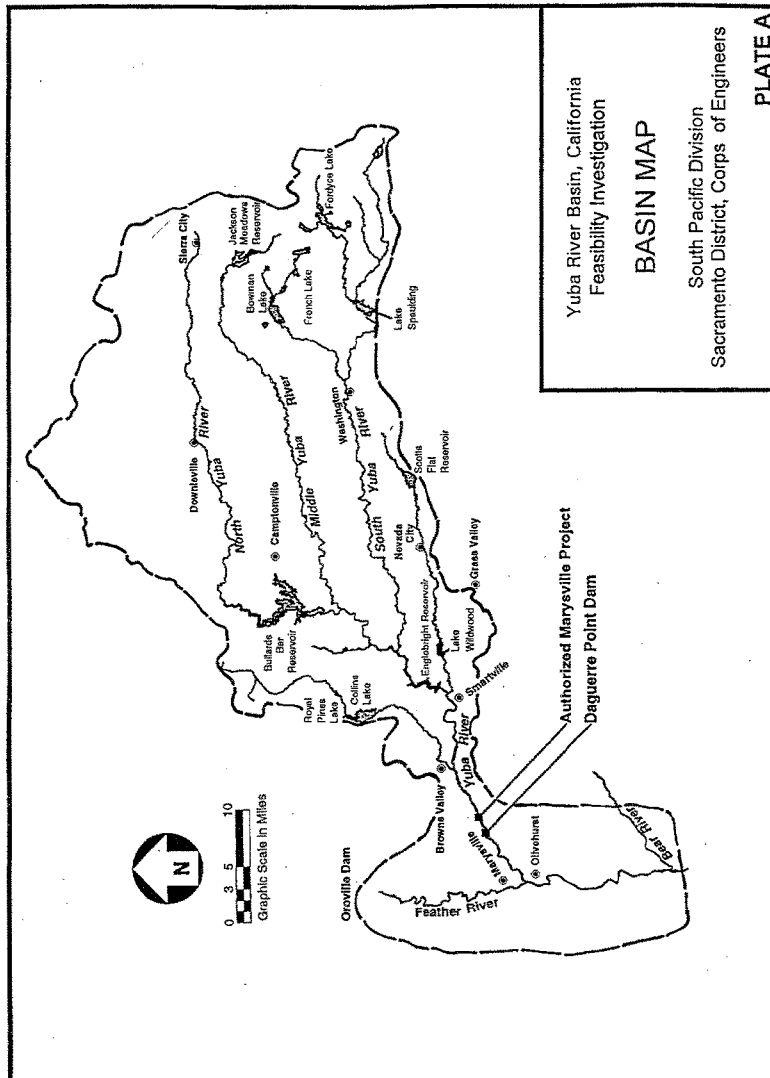 Sierra City
Jackson
Meadows
Reservoir
Fordyce Lake
Bowman
Lake
French Lake
Lake
Spaulding
Downieville
North Yuba River
Middle Yuba River
Washington
South Yuba River
Camptonville
Bullards
Bar
Reservoir
Nevada
City
Scotts
Flat
Reservoir
Grass Valley
Englebright Reservoir
Lake
Wildwood
Smartville
Royal
Pines
Lake
Collins
Lake
Browns Valley
Yuba River
Authorized Marysville Project
Daguerre Point Dam
Marysville
Olivehurst
Bear River
Feather River
Oroville Dam
N
0 3 5 10
Graphic Scale in Miles
Yuba River Basin, California
Feasibility Investigation
BASIN MAP
South Pacific Division
Sacramento District, Corps of Engineers
PLATE A